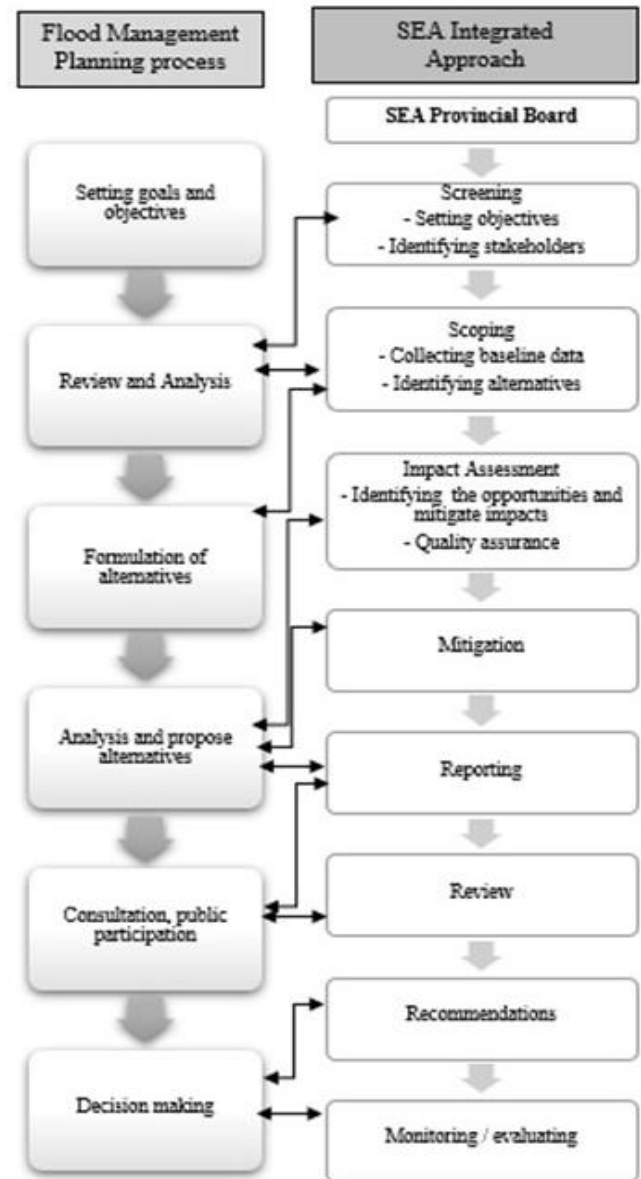 Flood Management
Planning process
Setting goals and
objectives
Review and Analysis
Formulation of
alternatives
Analysis and propose
alternatives
Consultation, public
participation
Decision making
SEA Integrated
Approach
SEA Provincial Board
Screening
- Setting objectives
- Identifying stakeholders
Scoping
- Collecting baseline data
- Identifying alternatives
Impact Assessment
- Identifying the opportunities and
mitigate impacts
- Quality assurance
Mitigation
Reporting
Review
Recommendations
Monitoring / evaluating